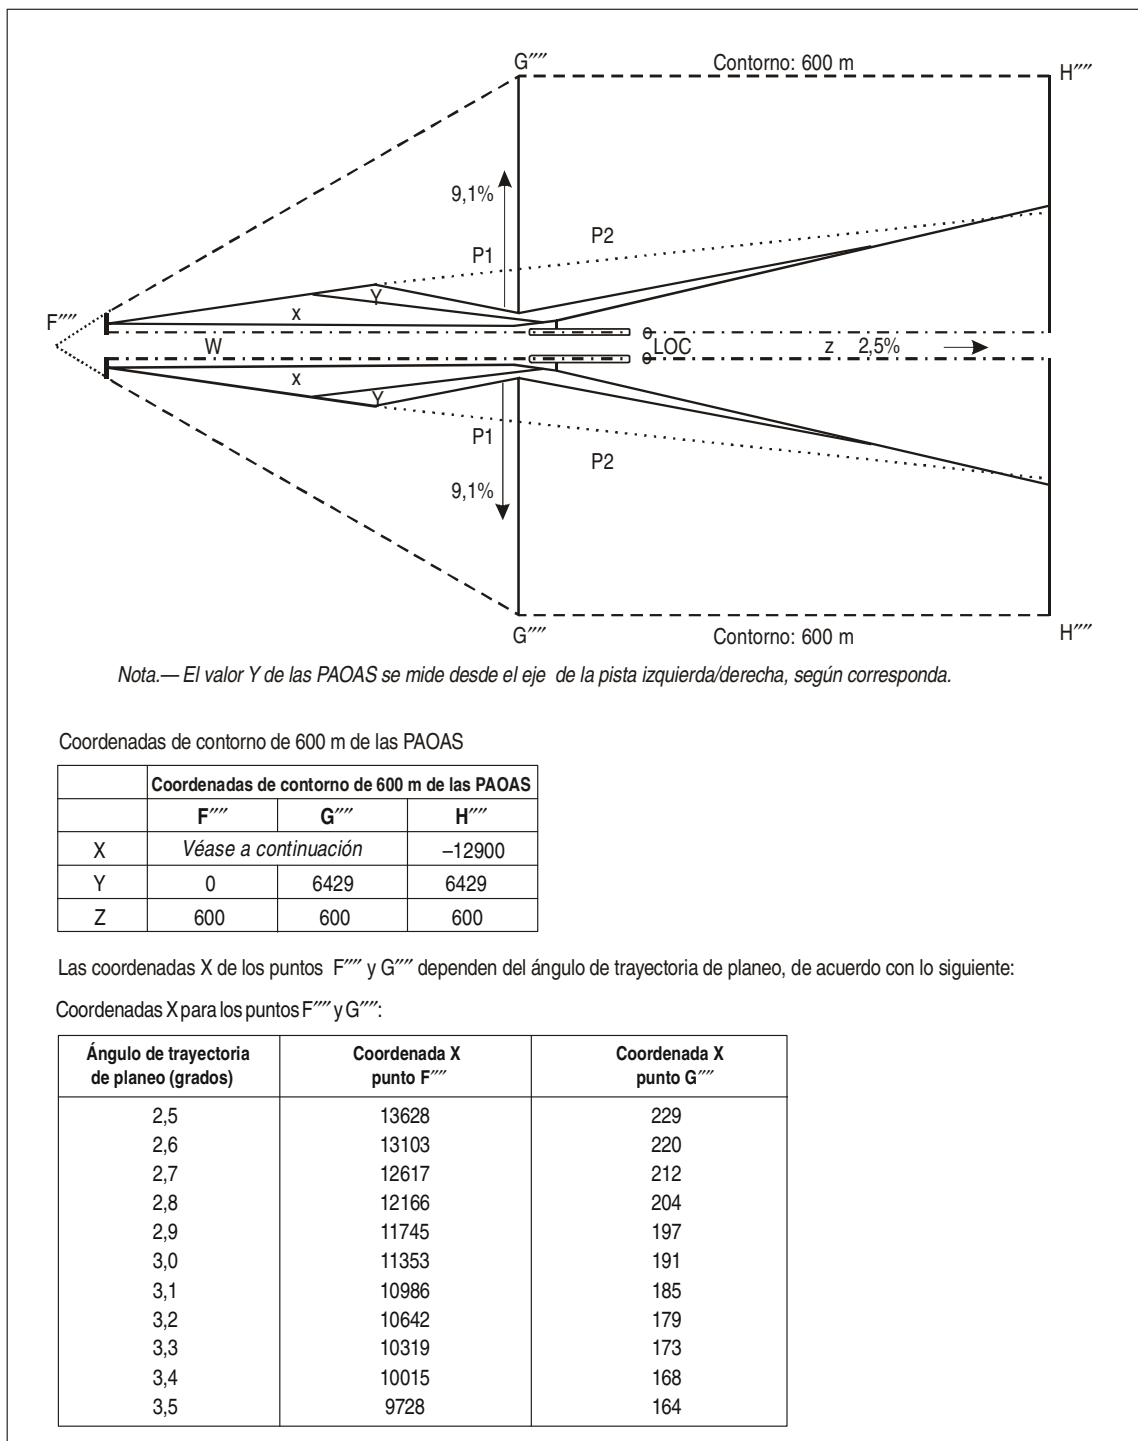 G″″ Contorno: 600 m H″″
9,1%
P2
P1
Y
x
F″″
W LOC z 2,5%
x
Y
P1
P2
9,1%
G″″ Contorno: 600 m H″″
Nota.— El valor Y de las PAOAS se mide desde el eje de la pista izquierda/derecha, según corresponda.
Coordenadas de contorno de 600 m de las PAOAS
Coordenadas de contorno de 600 m de las PAOAS
F″″ G″″ H″″
X Véase a continuación –12900
Y 0 6429 6429
Z 600 600 600
Las coordenadas X de los puntos F″″ y G″″ dependen del ángulo de trayectoria de planeo, de acuerdo con lo siguiente:
Coordenadas X para los puntos F″″ y G″″:
Ángulo de trayectoria Coordenada X Coordenada X
de planeo (grados) punto F″″ punto G″″
2,5 13628 229
2,6 13103 220
2,7 12617 212
2,8 12166 204
2,9 11745 197
3,0 11353 191
3,1 10986 185
3,2 10642 179
3,3 10319 173
3,4 10015 168
3,5 9728 164